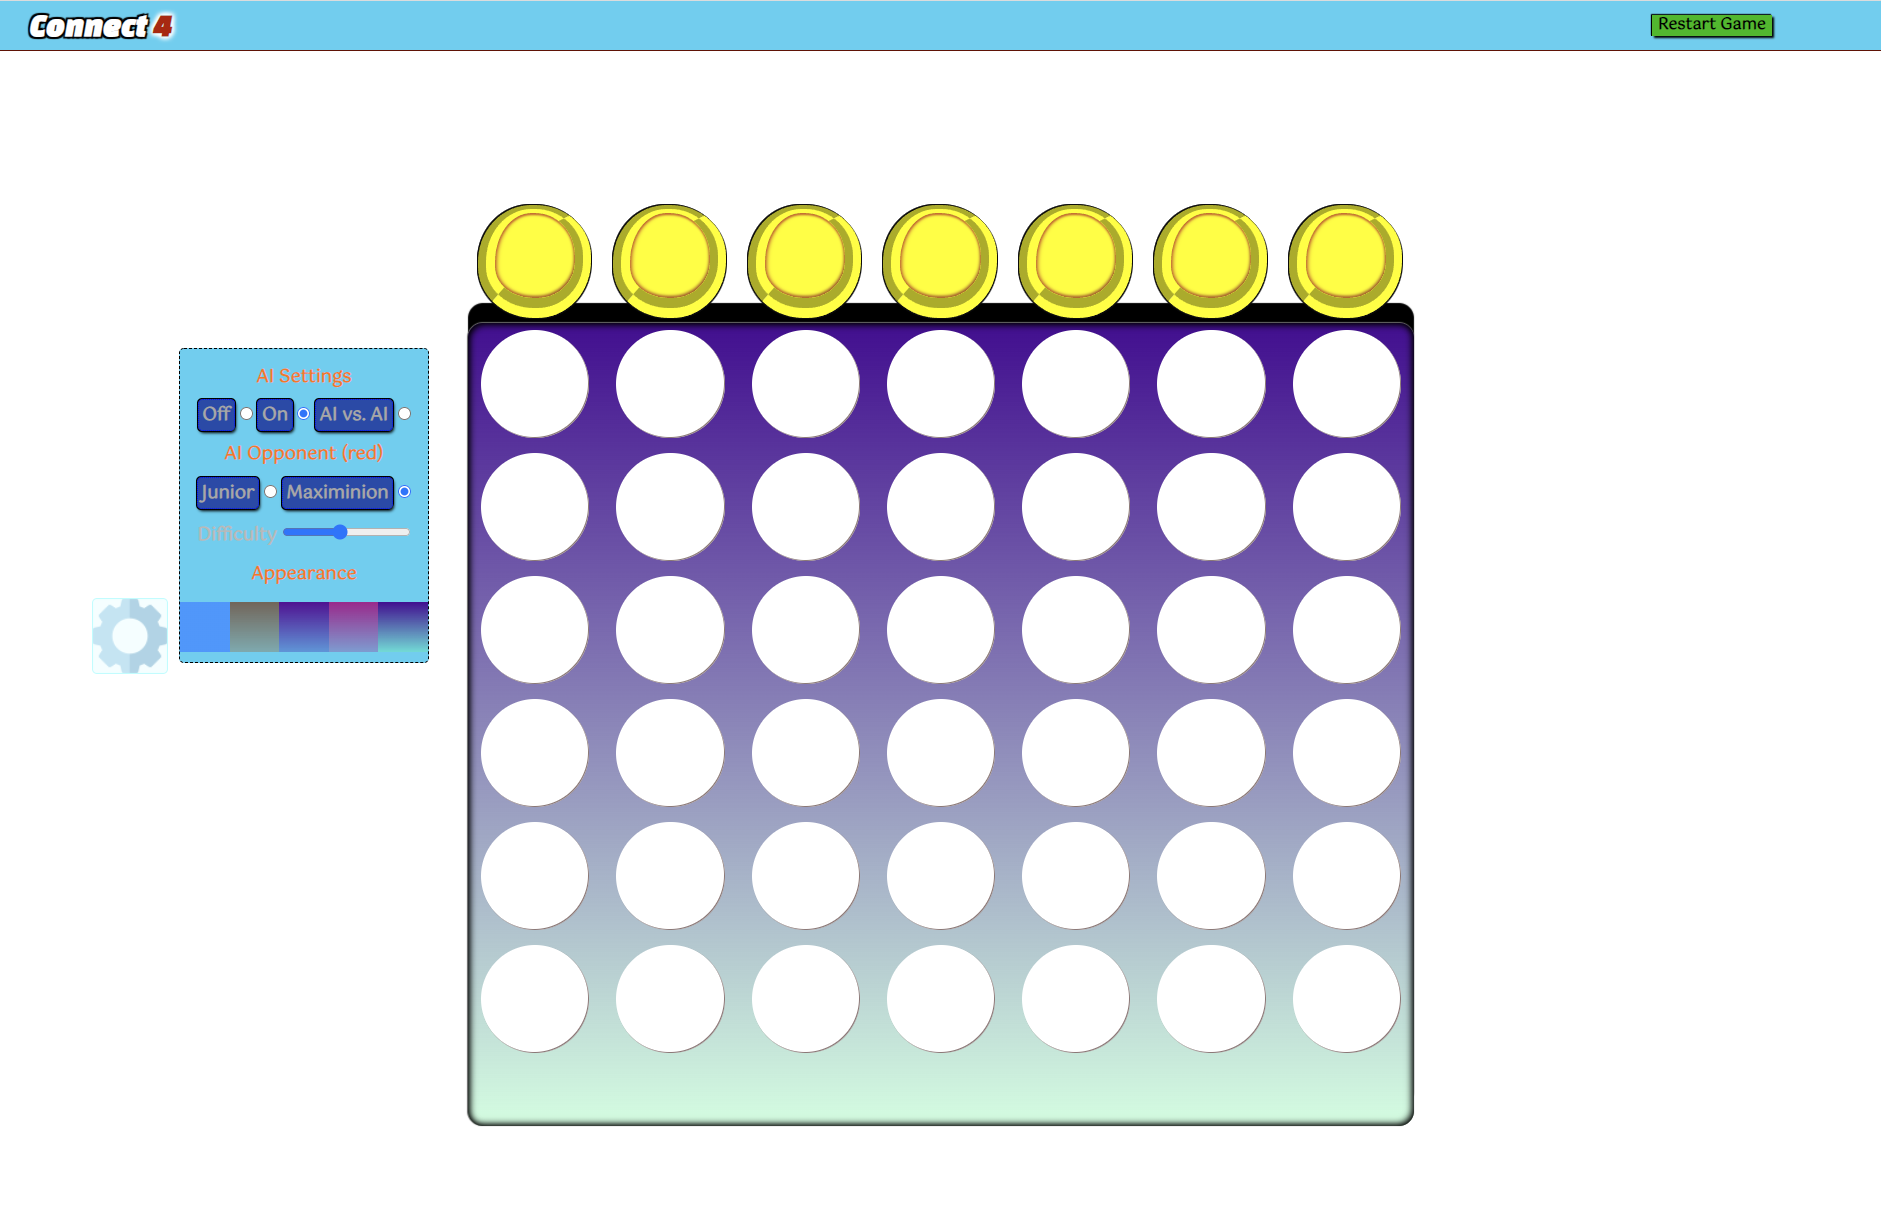 Connect 4
Restart Game
AI Settings
Off On AI vs. AI
AI Opponent (red)
Junior Maximinion
Difficulty
Appearance